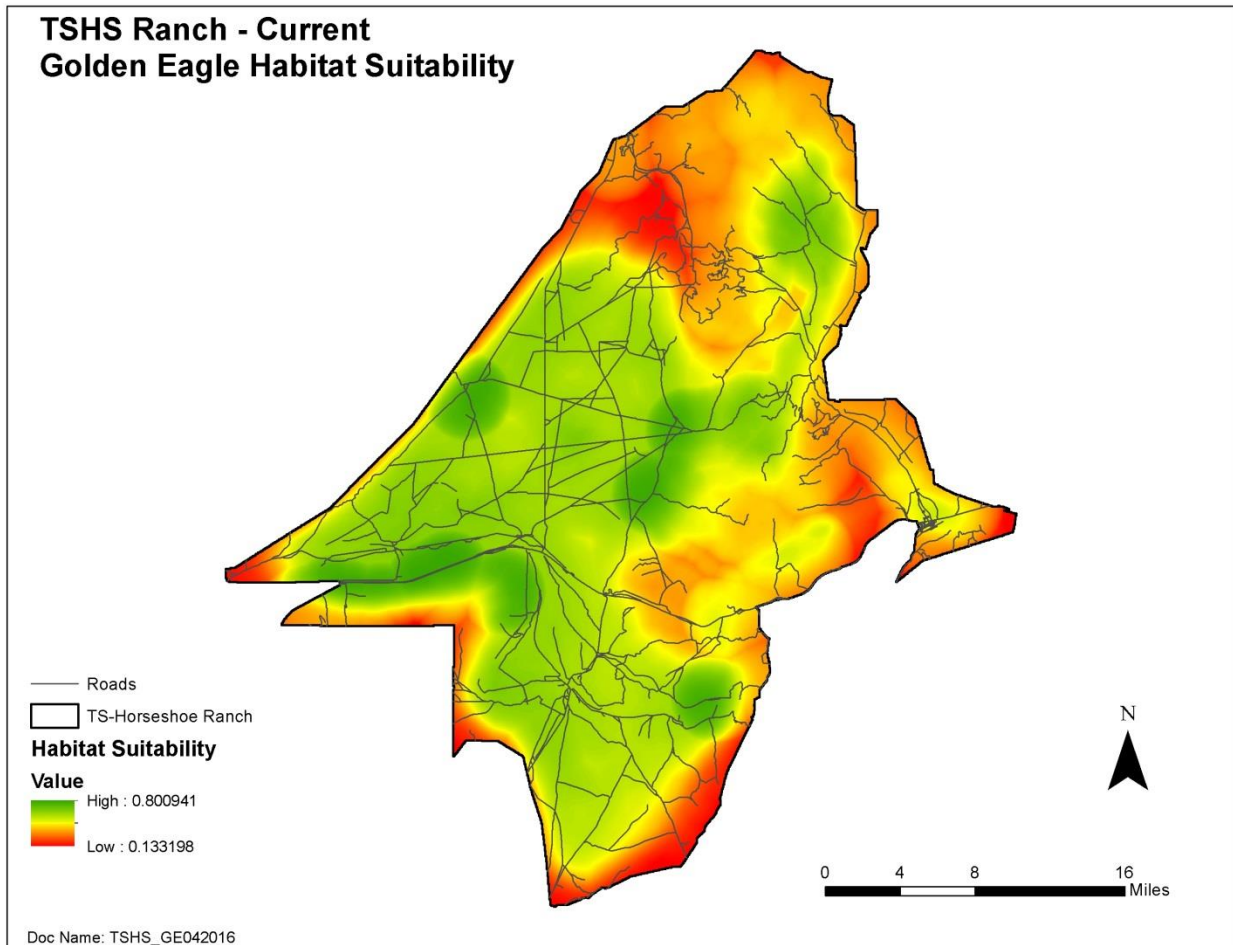 TSHS Ranch - Current
Golden Eagle Habitat Suitability
Roads
TS-Horseshoe Ranch
Habitat Suitability
Value
High : 0.800941
Low : 0.133198
N
0 4 8 16
Miles
Doc Name: TSHS_GE042016